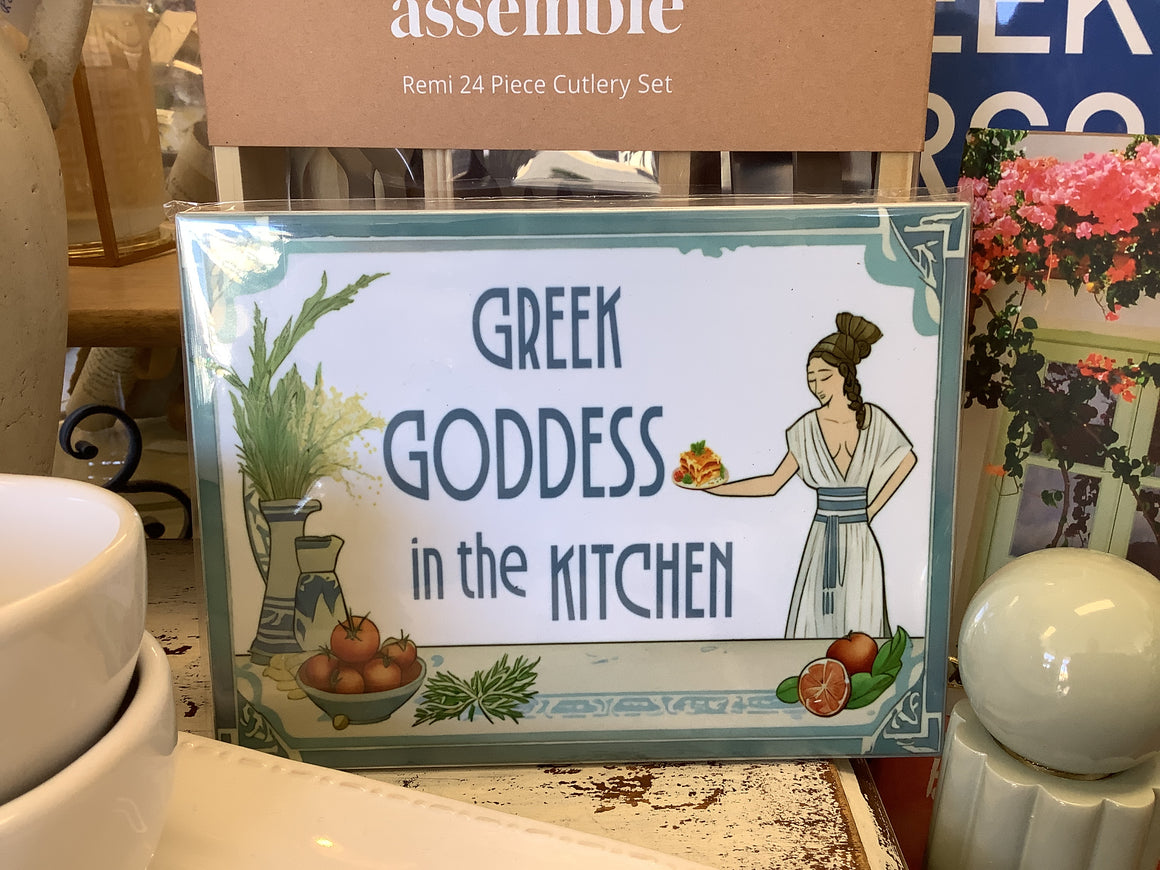 assemble
Remi 24 Piece Cutlery Set
GREEK
GODDESS
in the KITCHEN